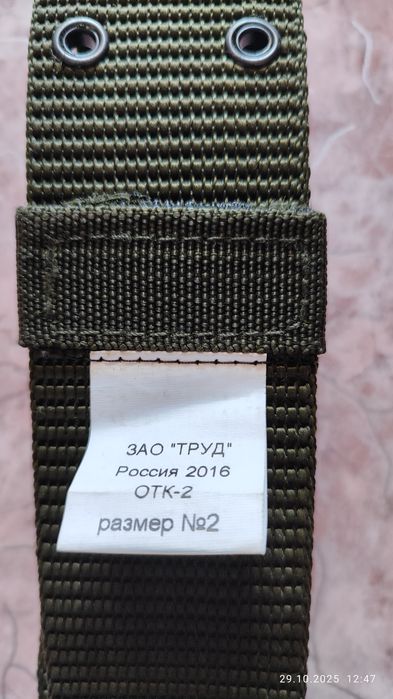 ЗАО "ТРУД"
Россия 2016
ОТК-2
размер №2
29.10.2025 12:47